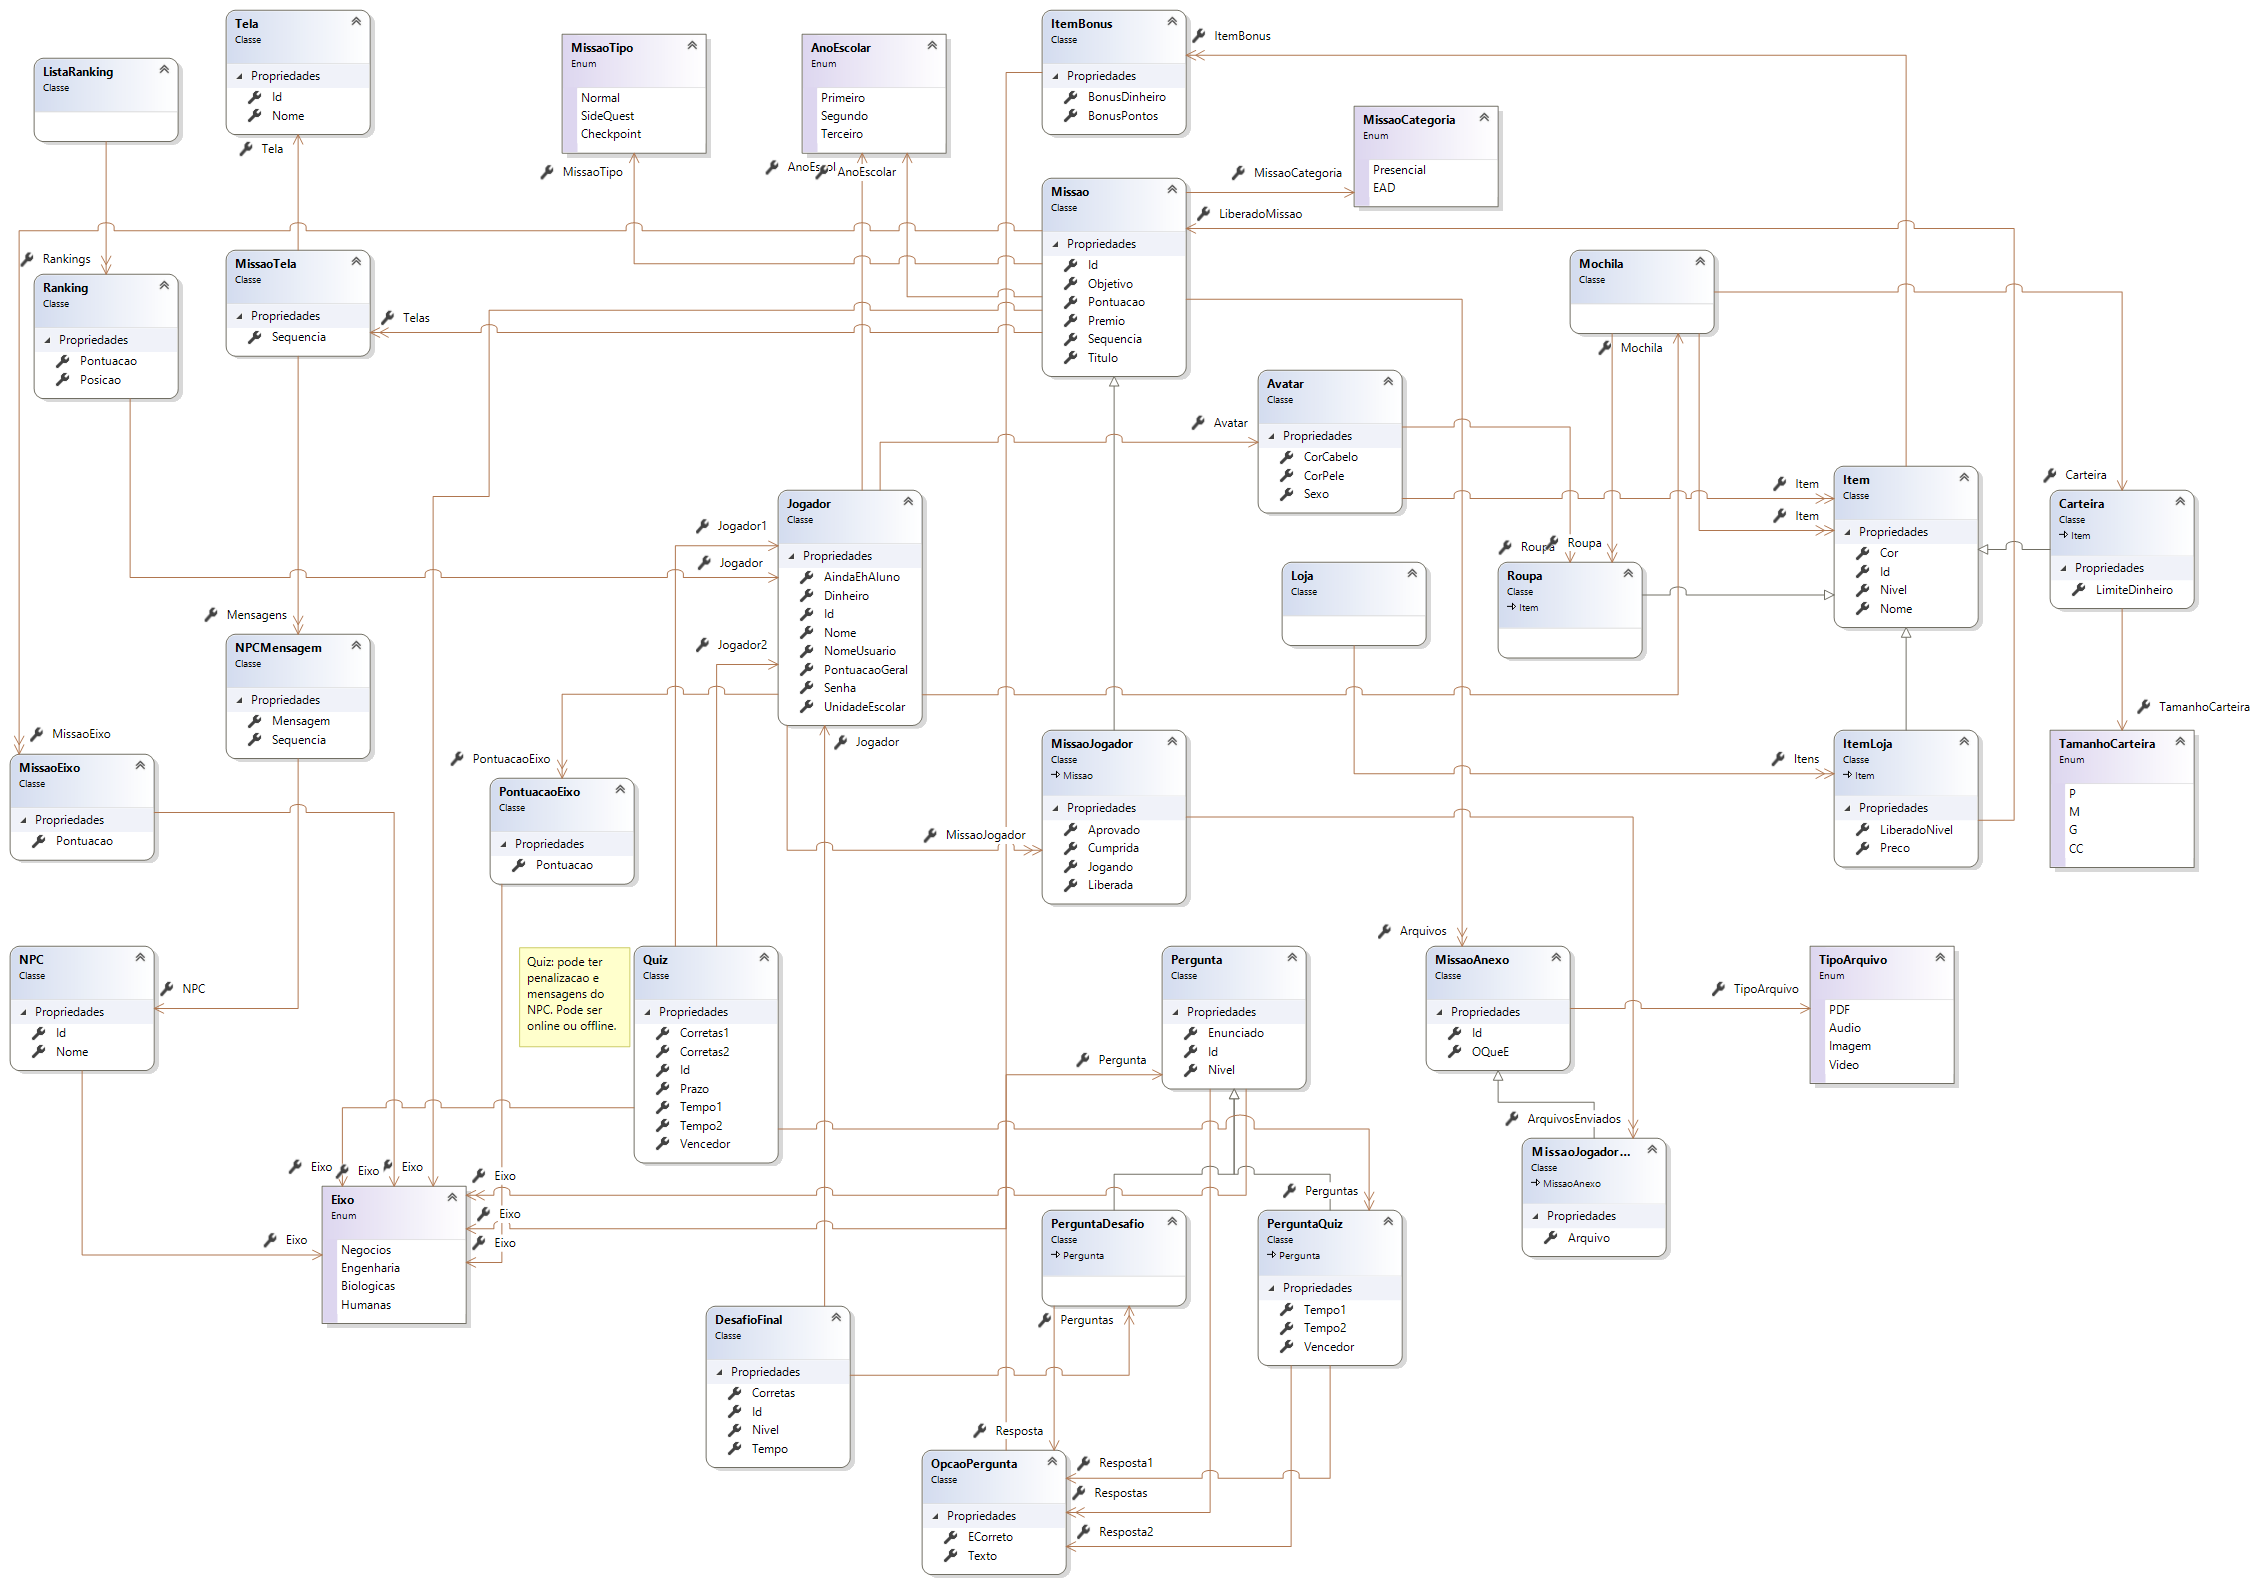 Tela
Classe
Propriedades
Id
Nome
ListaRanking
Classe
MissaoTipo
Enum
Normal
SideQuest
Checkpoint
AnoEscolar
Enum
Primeiro
Segundo
Terceiro
ItemBonus
Classe
Propriedades
BonusDinheiro
BonusPontos
ItemBonus
MissaoCategoria
Enum
Presencial
EAD
Tela
MissaoTipo
AnoEscol
AnoEscolar
MissaoCategoria
LiberadoMissao
Missao
Classe
Propriedades
Id
Objetivo
Pontuacao
Premio
Sequencia
Titulo
Rankings
Ranking
Classe
Propriedades
Pontuacao
Posicao
MissaoTela
Classe
Propriedades
Sequencia
Telas
Mochila
Classe
Mochila
Avatar
Classe
Propriedades
CorCabelo
CorPele
Sexo
Avatar
Item
Item
Item
Classe
Propriedades
Cor
Id
Nivel
Nome
Carteira
Carteira
Classe
Item
Propriedades
LimiteDinheiro
Jogador
Classe
Propriedades
AindaEhAluno
Dinheiro
Id
Nome
NomeUsuario
PontuacaoGeral
Senha
UnidadeEscolar
Jogador1
Jogador
Jogador2
Jogador
Loja
Classe
Roupa
Roupa
Roupa
Classe
Item
Mensagens
NPCMensagem
Classe
Propriedades
Mensagem
Sequencia
MissaoEixo
MissaoEixo
Classe
Propriedades
Pontuacao
PontuacaoEixo
PontuacaoEixo
Classe
Propriedades
Pontuacao
MissaoJogador
MissaoJogador
Classe
Missao
Propriedades
Aprovado
Cumprida
Jogando
Liberada
Itens
ItemLoja
Classe
Item
Propriedades
LiberadoNivel
Preco
TamanhoCarteira
TamanhoCarteira
Enum
P
M
G
CC
NPC
Classe
Propriedades
Id
Nome
NPC
Quiz: pode ter
penalizacao e
mensagens do
NPC. Pode ser
online ou offline.
Quiz
Classe
Propriedades
Corretas1
Corretas2
Id
Prazo
Tempo1
Tempo2
Vencedor
Pergunta
Pergunta
Classe
Propriedades
Enunciado
Id
Nivel
Arquivos
MissaoAnexo
Classe
Propriedades
Id
OQueE
TipoArquivo
TipoArquivo
Enum
PDF
Audio
Imagem
Video
ArquivosEnviados
MissaoJogador...
Classe
MissaoAnexo
Propriedades
Arquivo
Eixo
Eixo
Eixo
Eixo
Eixo
Eixo
Eixo
Eixo
Enum
Negocios
Engenharia
Biologicas
Humanas
PerguntaDesafio
Classe
Pergunta
Perguntas
Perguntas
PerguntaQuiz
Classe
Pergunta
Propriedades
Tempo1
Tempo2
Vencedor
DesafioFinal
Classe
Propriedades
Corretas
Id
Nivel
Tempo
Resposta
OpcaoPergunta
Classe
Propriedades
ECorreto
Texto
Resposta1
Respostas
Resposta2